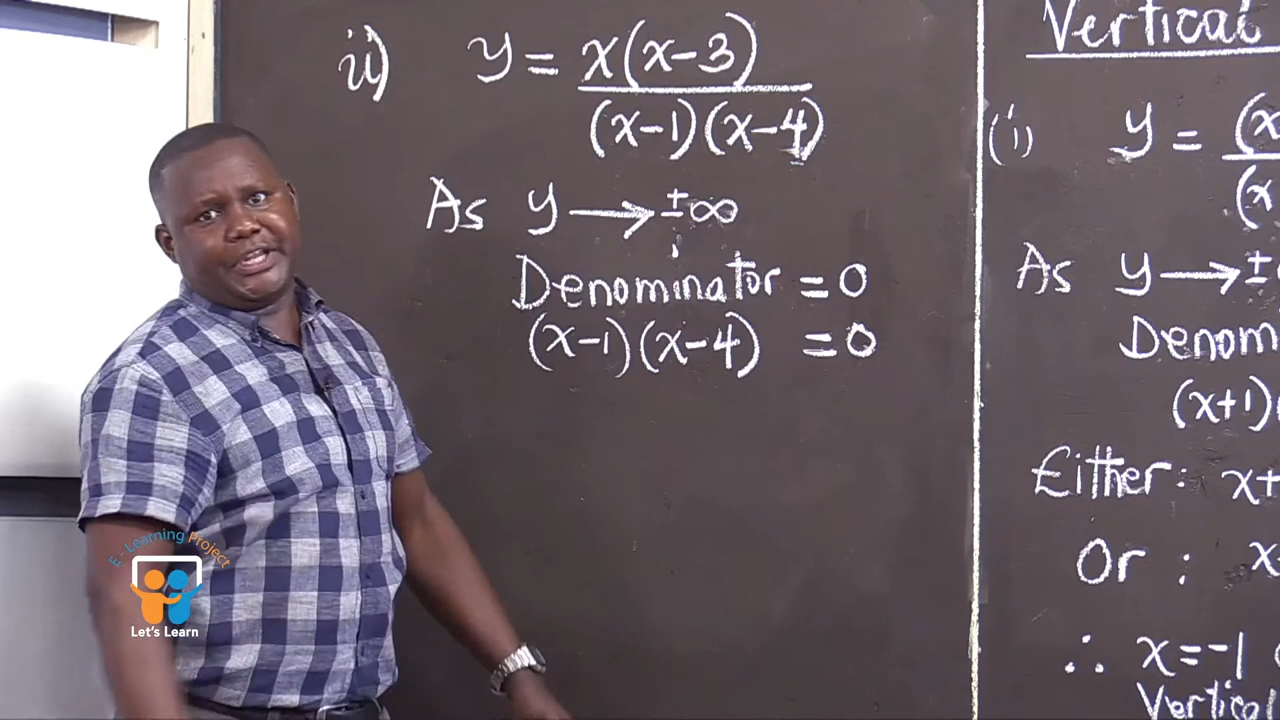 ii) y = x(x-3)
(x-1)(x-4)
As y → ±∞
Denominator = 0
(x-1)(x-4) = 0
Vertical
(i) y = (x
(x
As y → ±
Denom
(x+1)
Either: x+
Or : x
∴ x=-1
Vertical
E - Learning Project
Let's Learn